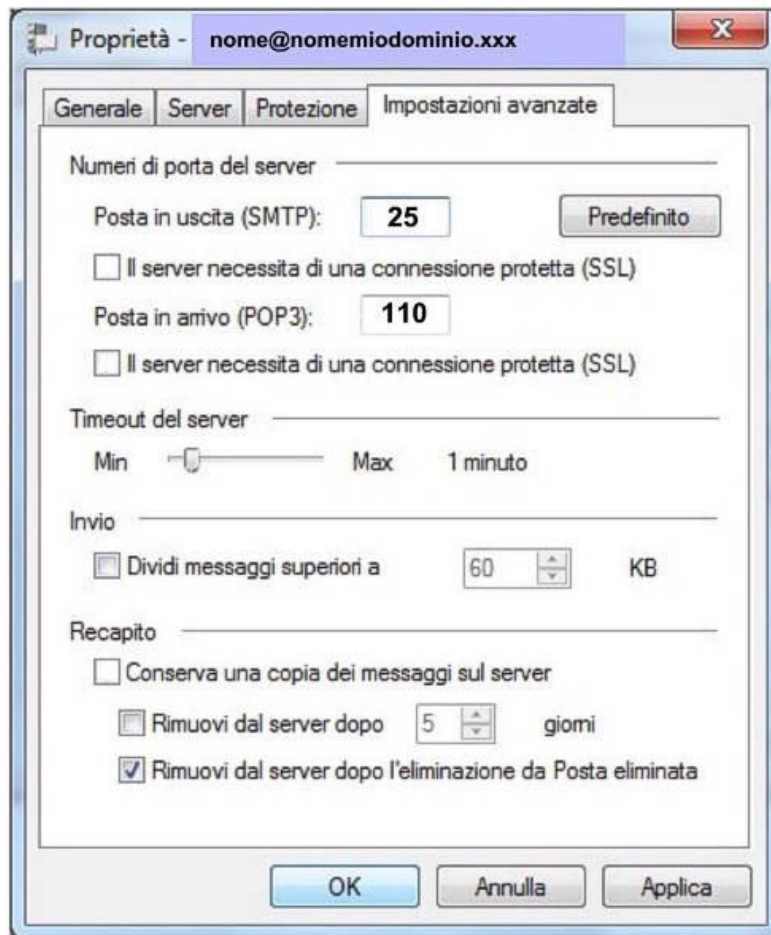 Proprietà - nome@nomemiodominio.xxx
Generale Server Protezione Impostazioni avanzate
Numeri di porta del server
Posta in uscita (SMTP): 25 Predefinito
Il server necessita di una connessione protetta (SSL)
Posta in arrivo (POP3): 110
Il server necessita di una connessione protetta (SSL)
Timeout del server
Min Max 1 minuto
Invio
Dividi messaggi superiori a 60 KB
Recapito
Conserva una copia dei messaggi sul server
Rimuovi dal server dopo 5 giorni
Rimuovi dal server dopo l'eliminazione da Posta eliminata
OK Annulla Applica